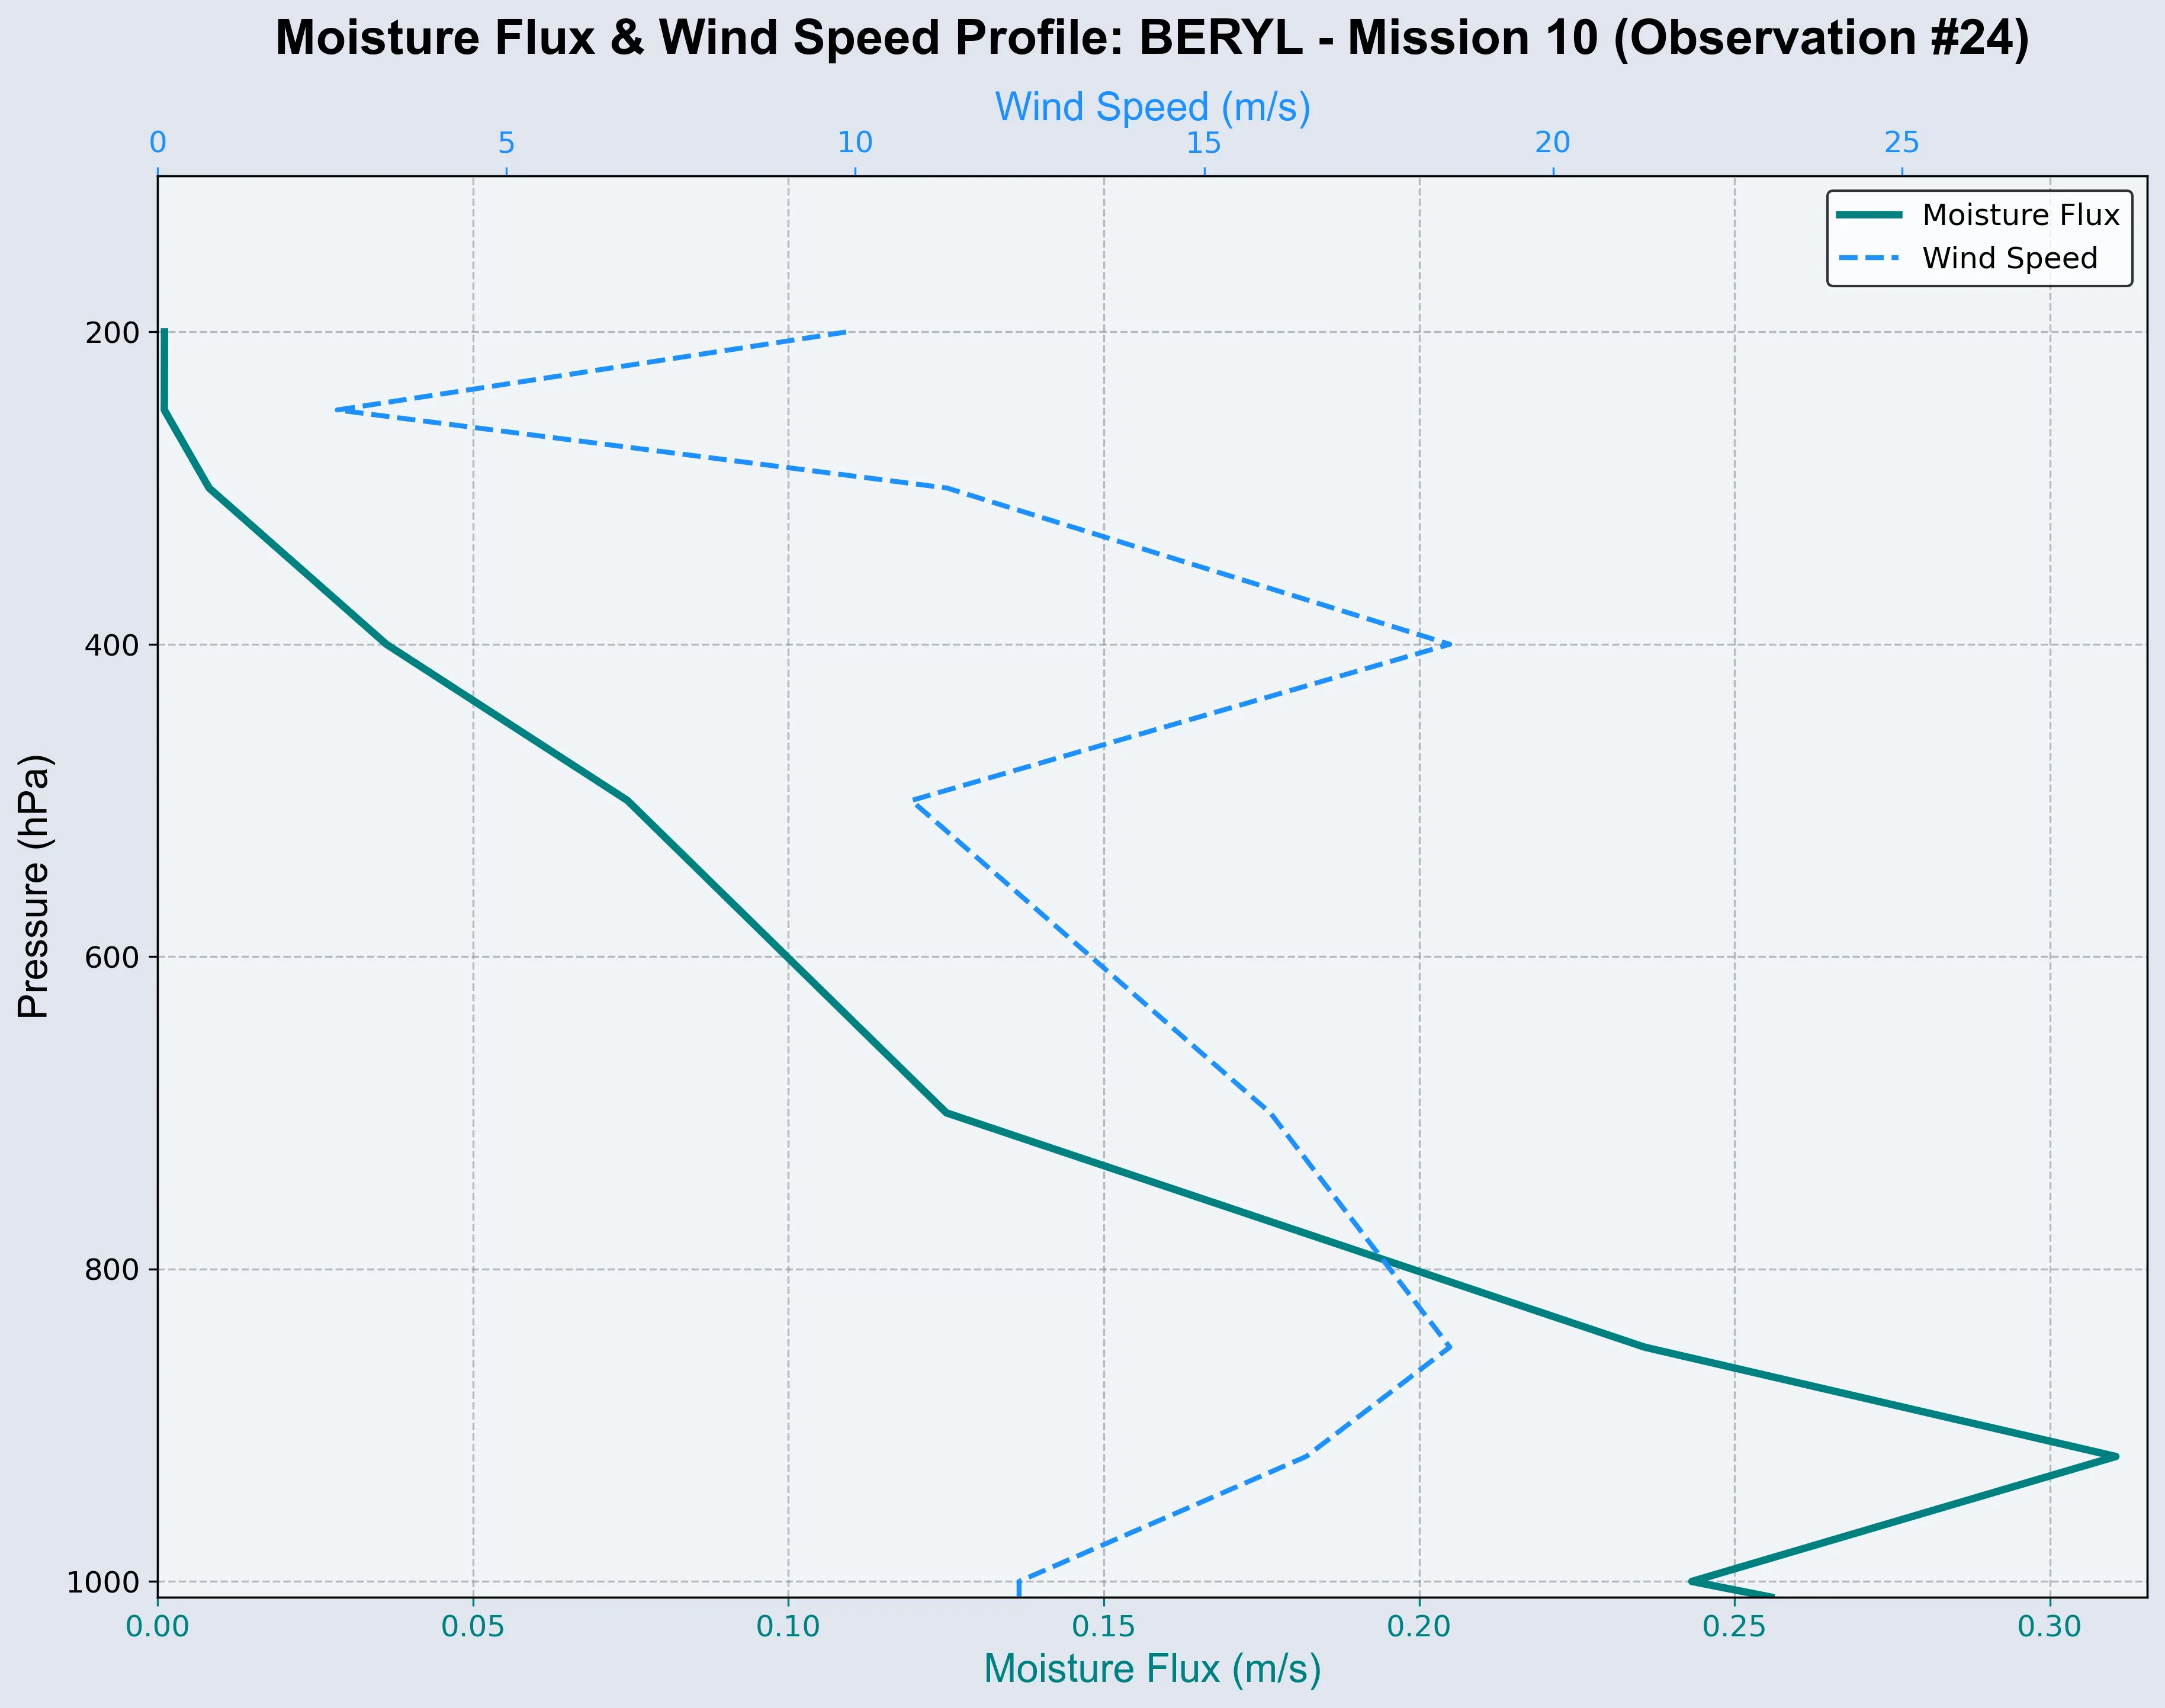 Moisture Flux & Wind Speed Profile: BERYL - Mission 10 (Observation #24)
Wind Speed (m/s)
0 5 10 15 20 25
Moisture Flux
Wind Speed
200
400
600
800
1000
Pressure (hPa)
0.00 0.05 0.10 0.15 0.20 0.25 0.30
Moisture Flux (m/s)